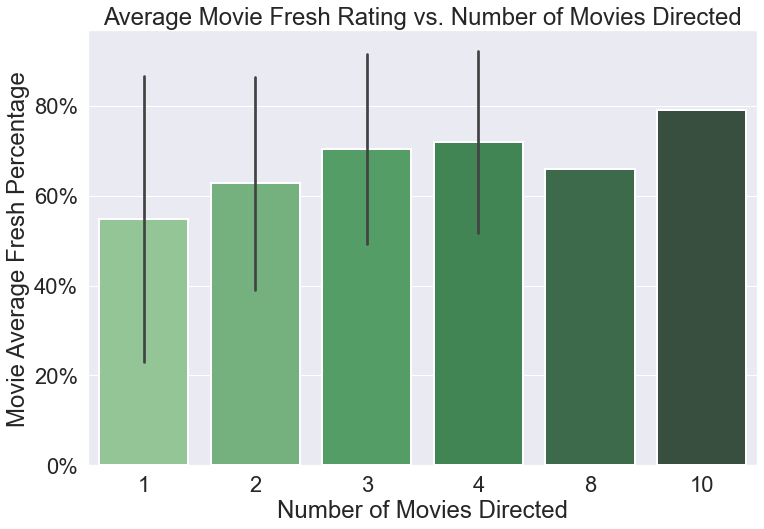 Average Movie Fresh Rating vs. Number of Movies Directed
Movie Average Fresh Percentage
80%
60%
40%
20%
0%
1 2 3 4 8 10
Number of Movies Directed